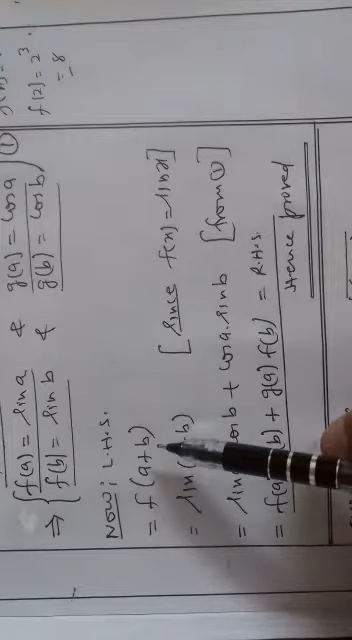 f(2) = 2³.
= 8
⇒ { f(a) = sin a & g(a) = cos a
f(b) = sin b & g(b) = cos b } ①
Now; L.H.S.
= f(a+b)
= sin( b) [since f(x) = sin x]
= sin cos b + cos a. sin b [from ①]
= f(a) (b) + g(a) f(b) = R.H.S.
Hence proved